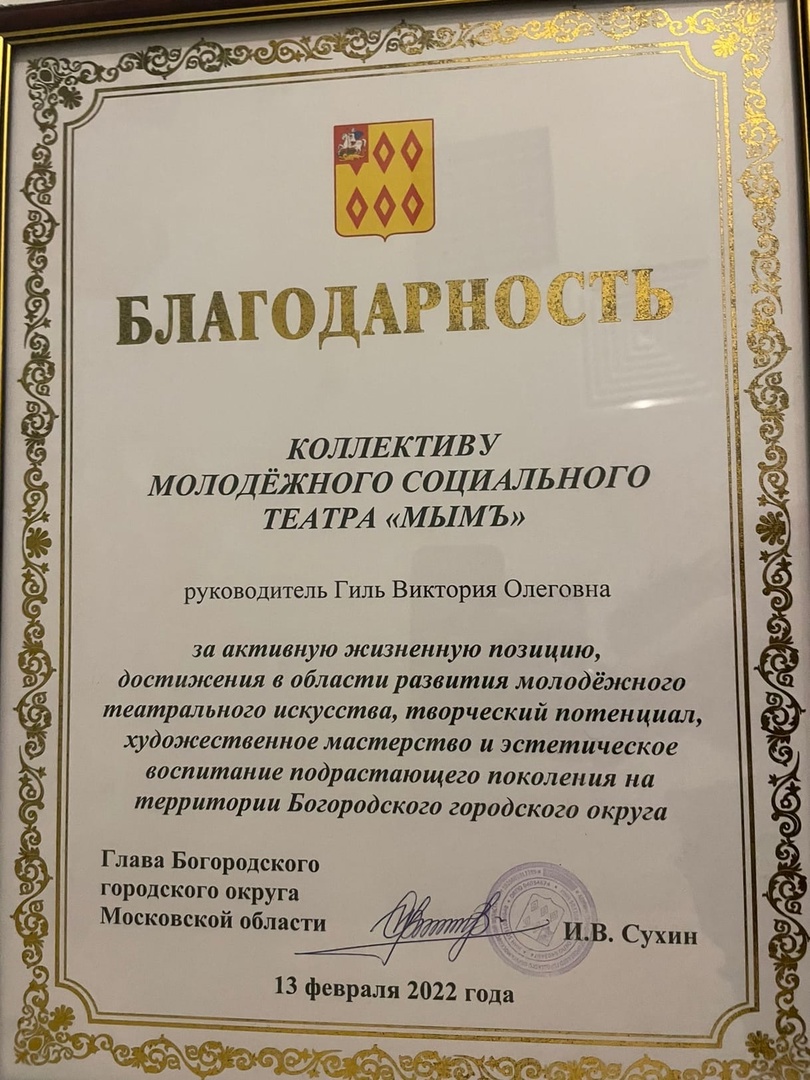 БЛАГОДАРНОСТЬ
КОЛЛЕКТИВУ
МОЛОДЁЖНОГО СОЦИАЛЬНОГО
ТЕАТРА «МЫМЪ»
руководитель Гиль Виктория Олеговна
за активную жизненную позицию,
достижения в области развития молодёжного
театрального искусства, творческий потенциал,
художественное мастерство и эстетическое
воспитание подрастающего поколения на
территории Богородского городского округа
Глава Богородского
городского округа
Московской области
И.В. Сухин
13 февраля 2022 года